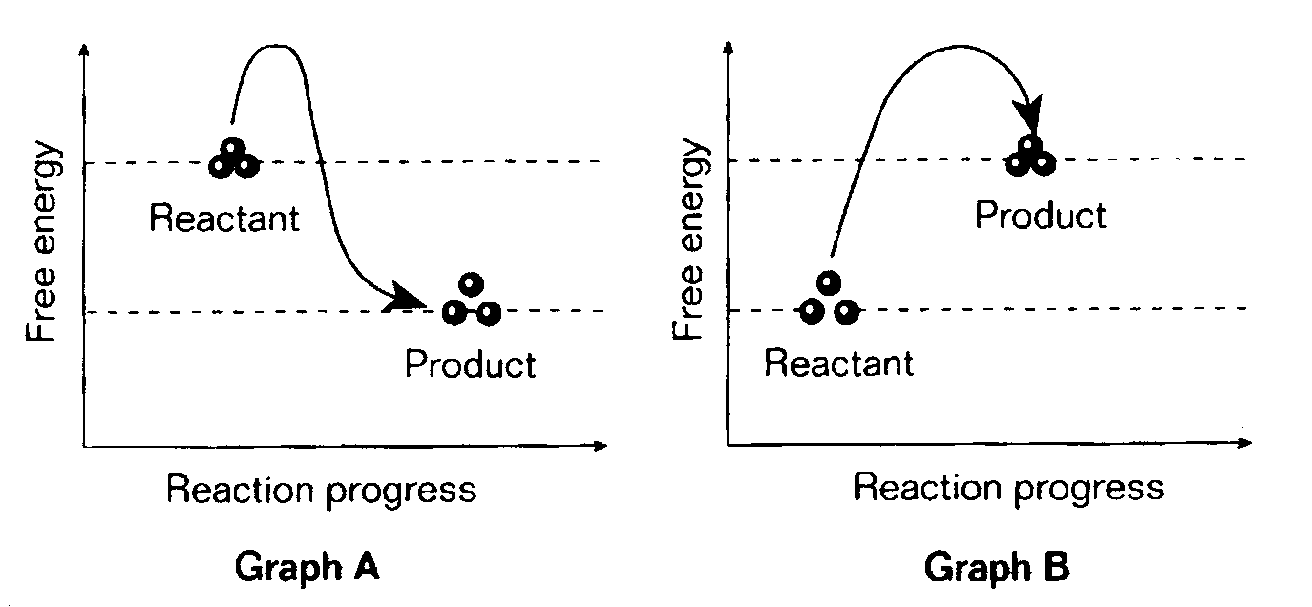 Free energy
Reactant
Product
Reaction progress
Graph A
Free energy
Product
Reactant
Reaction progress
Graph B